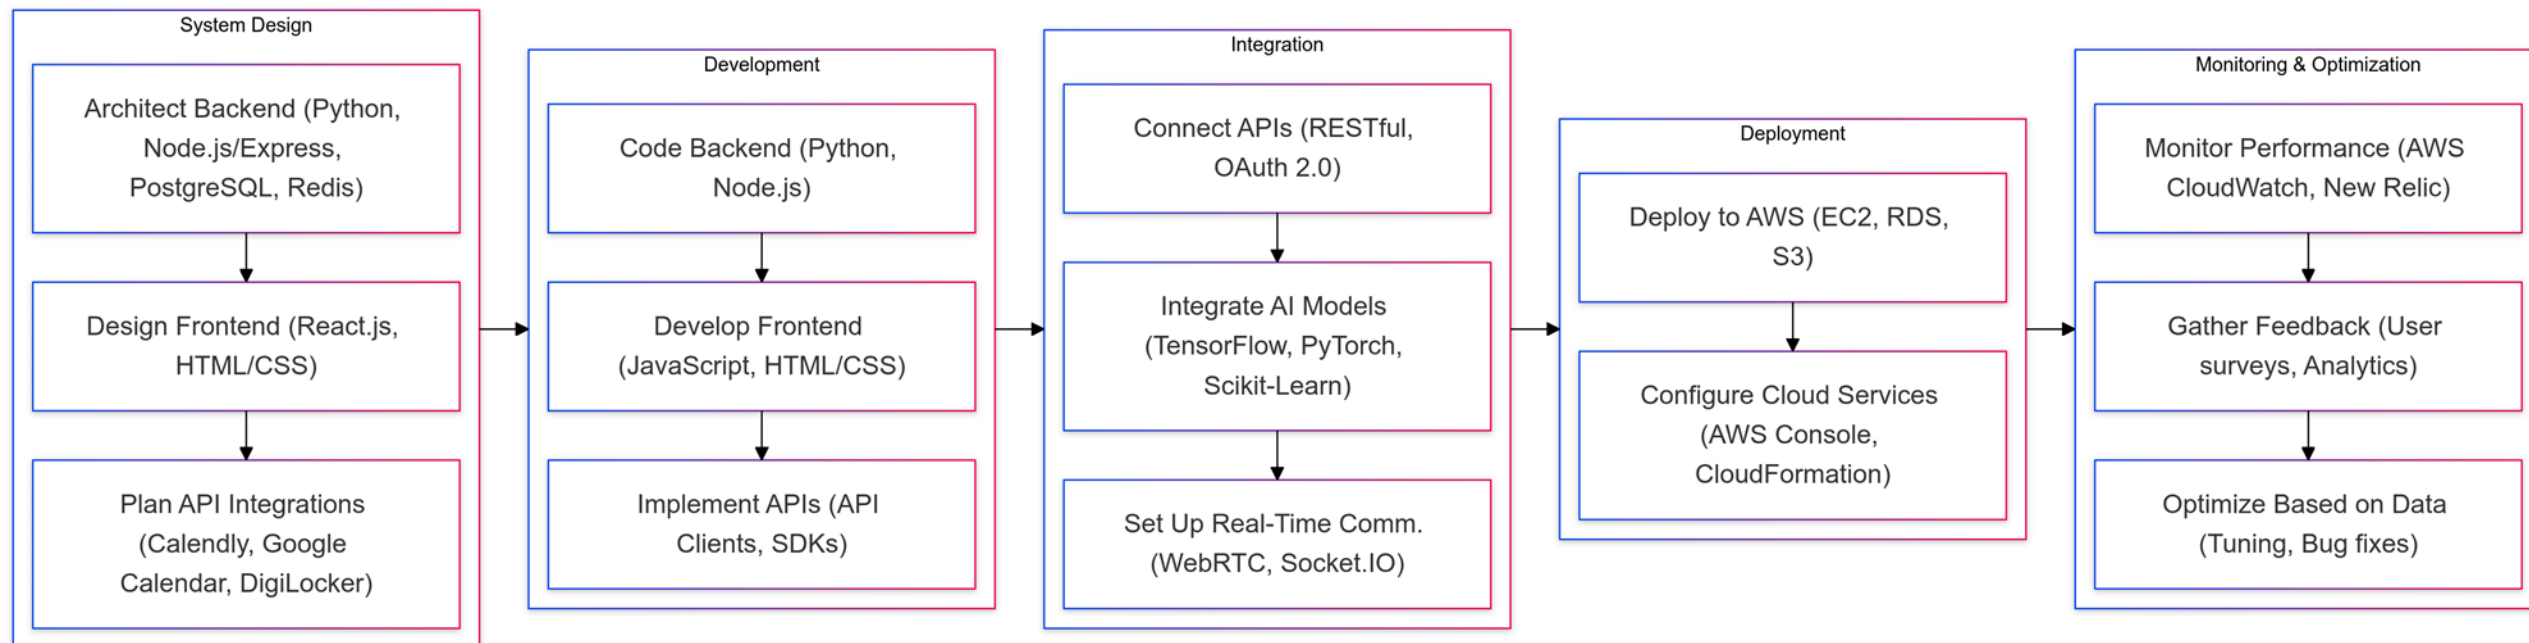 System Design
Architect Backend (Python,
Node.js/Express,
PostgreSQL, Redis)
Design Frontend (React.js,
HTML/CSS)
Plan API Integrations
(Calendly, Google
Calendar, DigiLocker)
Development
Code Backend (Python,
Node.js)
Develop Frontend
(JavaScript, HTML/CSS)
Implement APIs (API
Clients, SDKs)
Integration
Connect APIs (RESTful,
OAuth 2.0)
Integrate AI Models
(TensorFlow, PyTorch,
Scikit-Learn)
Set Up Real-Time Comm.
(WebRTC, Socket.IO)
Deployment
Deploy to AWS (EC2, RDS,
S3)
Configure Cloud Services
(AWS Console,
CloudFormation)
Monitoring & Optimization
Monitor Performance (AWS
CloudWatch, New Relic)
Gather Feedback (User
surveys, Analytics)
Optimize Based on Data
(Tuning, Bug fixes)